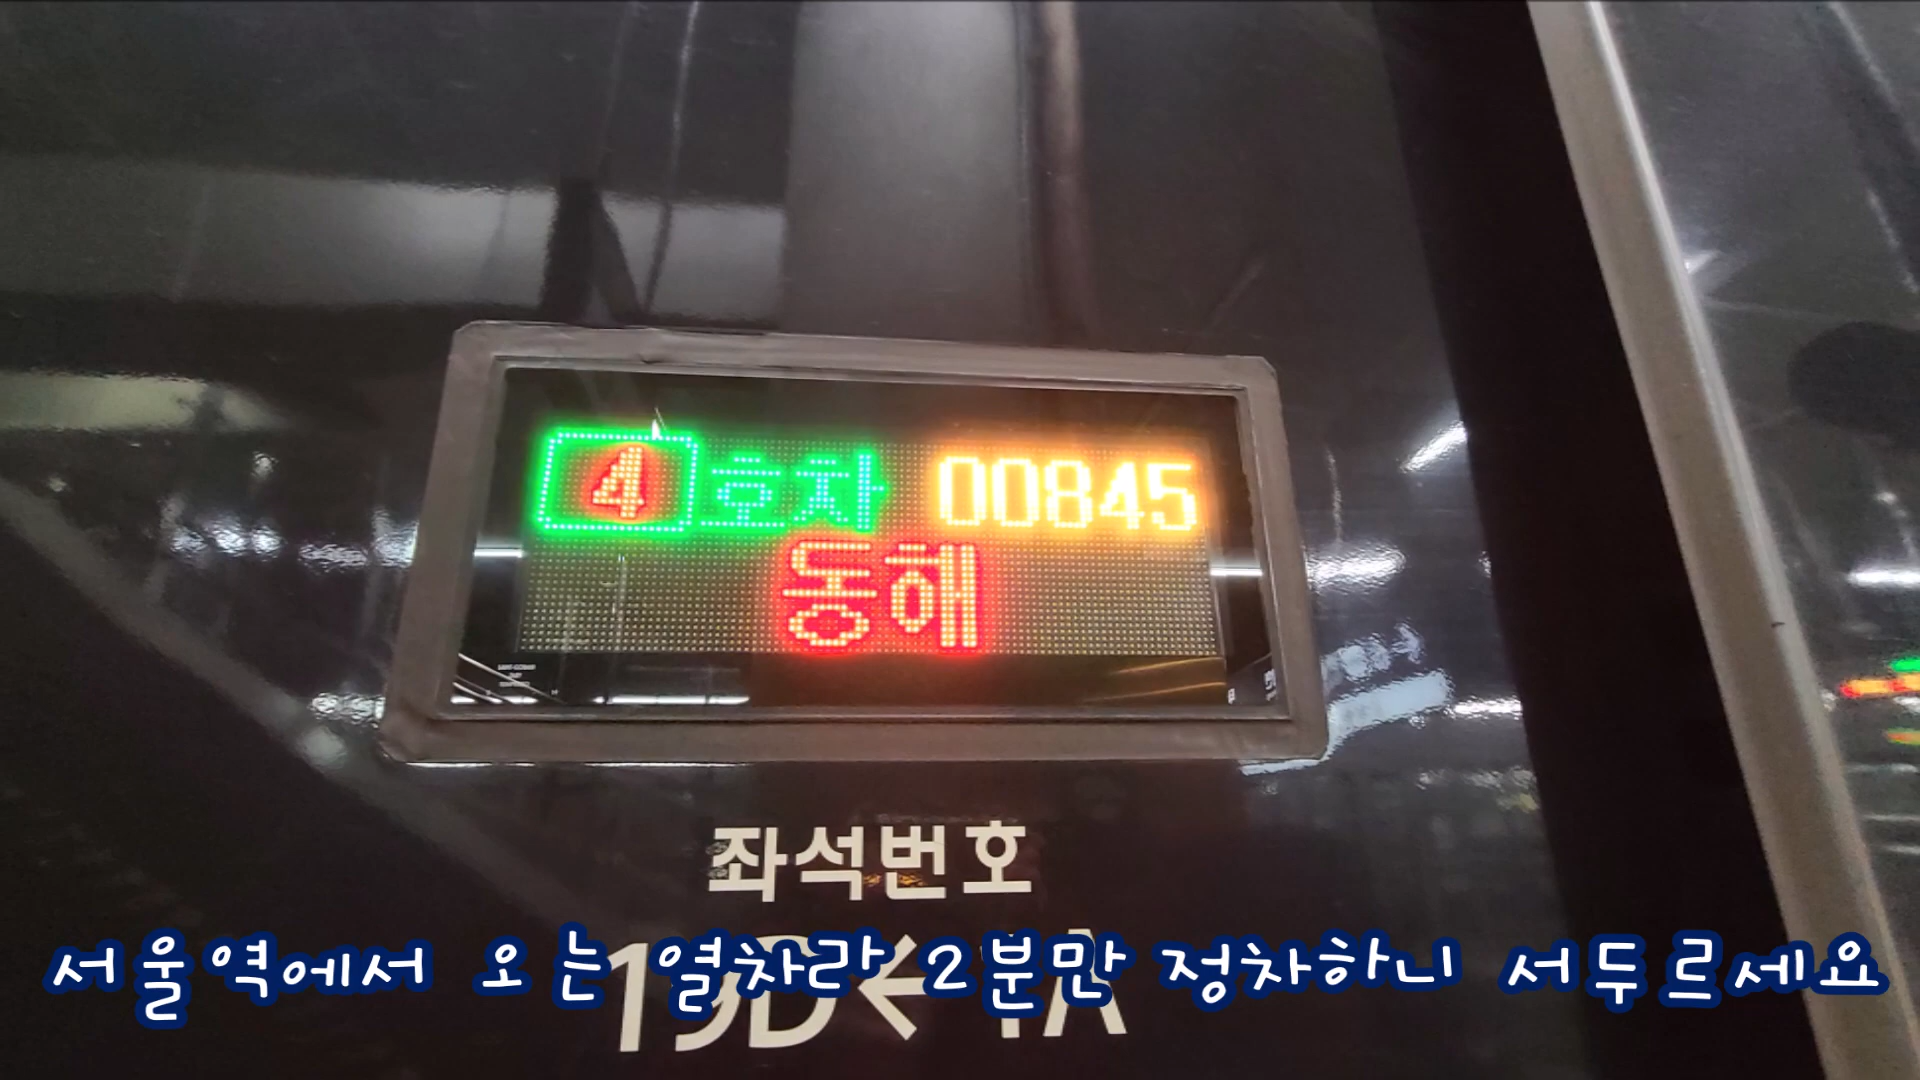 4 호차 00845
동해
좌석번호
서울역에서 오는 열차라 2분만 정차하니 서두르세요